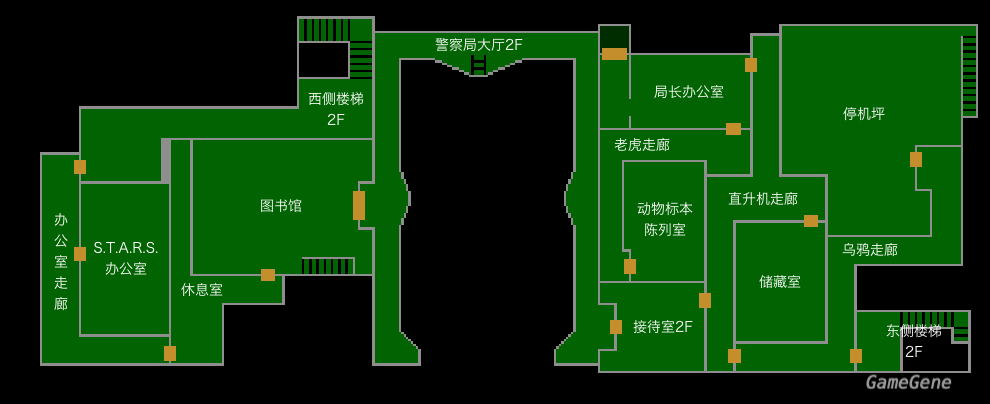 警察局大厅2F
西侧楼梯
2F
局长办公室
停机坪
老虎走廊
图书馆
动物标本
陈列室
直升机走廊
办
公
室
走
廊
S.T.A.R.S.
办公室
休息室
乌鸦走廊
储藏室
接待室2F
东侧楼梯
2F
GameGene